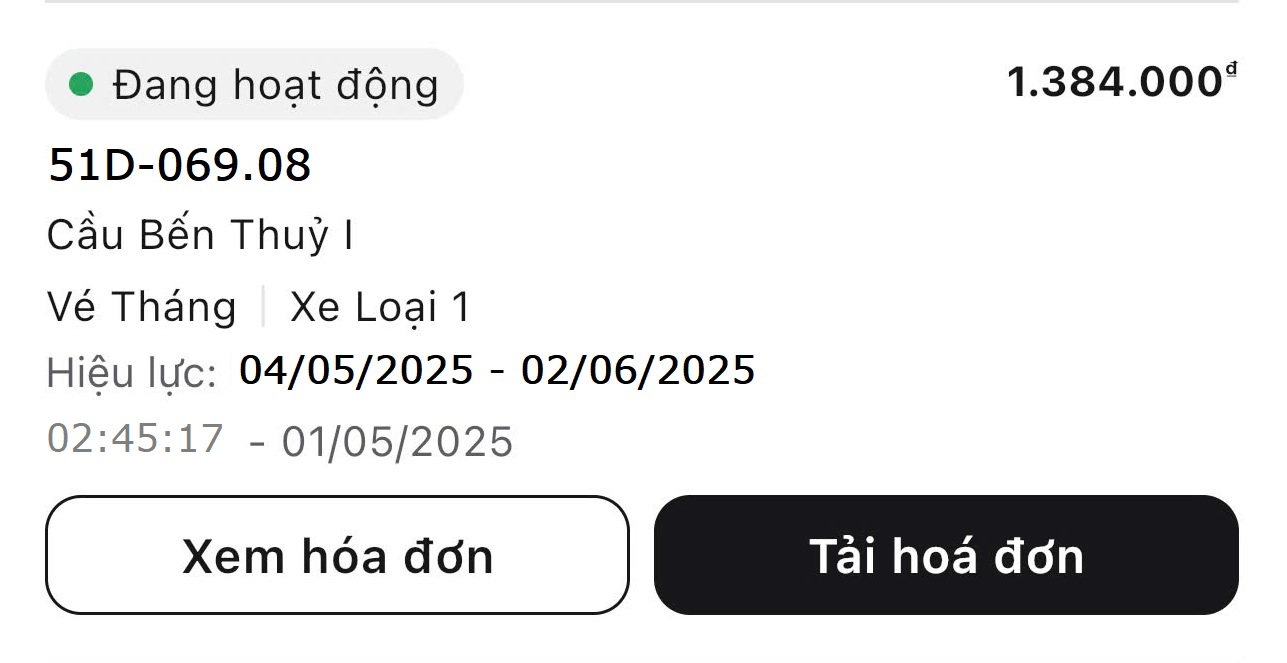 Đang hoạt động 1.384.000₫
51D-069.08
Cầu Bến Thuỷ I
Vé Tháng | Xe Loại 1
Hiệu lực: 04/05/2025 - 02/06/2025
02:45:17 - 01/05/2025
Xem hóa đơn Tải hoá đơn